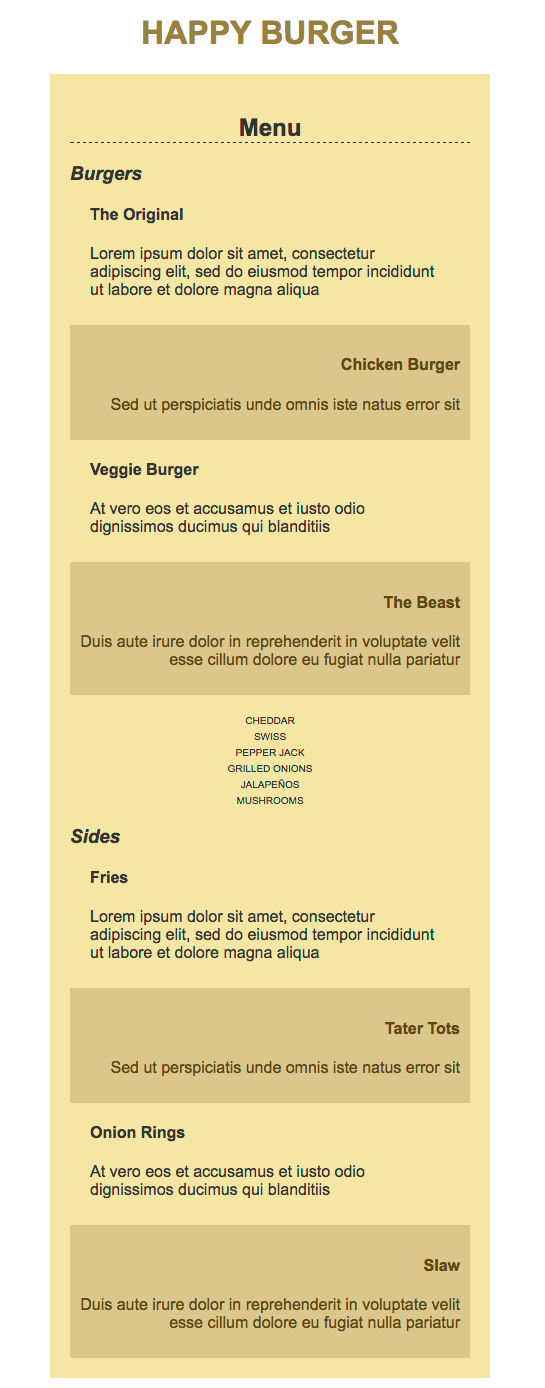 HAPPY BURGER
Menu
Burgers
The Original
Lorem ipsum dolor sit amet, consectetur
adipiscing elit, sed do eiusmod tempor incididunt
ut labore et dolore magna aliqua
Chicken Burger
Sed ut perspiciatis unde omnis iste natus error sit
Veggie Burger
At vero eos et accusamus et iusto odio
dignissimos ducimus qui blanditiis
The Beast
Duis aute irure dolor in reprehenderit in voluptate velit
esse cillum dolore eu fugiat nulla pariatur
CHEDDAR
SWISS
PEPPER JACK
GRILLED ONIONS
JALAPEÑOS
MUSHROOMS
Sides
Fries
Lorem ipsum dolor sit amet, consectetur
adipiscing elit, sed do eiusmod tempor incididunt
ut labore et dolore magna aliqua
Tater Tots
Sed ut perspiciatis unde omnis iste natus error sit
Onion Rings
At vero eos et accusamus et iusto odio
dignissimos ducimus qui blanditiis
Slaw
Duis aute irure dolor in reprehenderit in voluptate velit
esse cillum dolore eu fugiat nulla pariatur